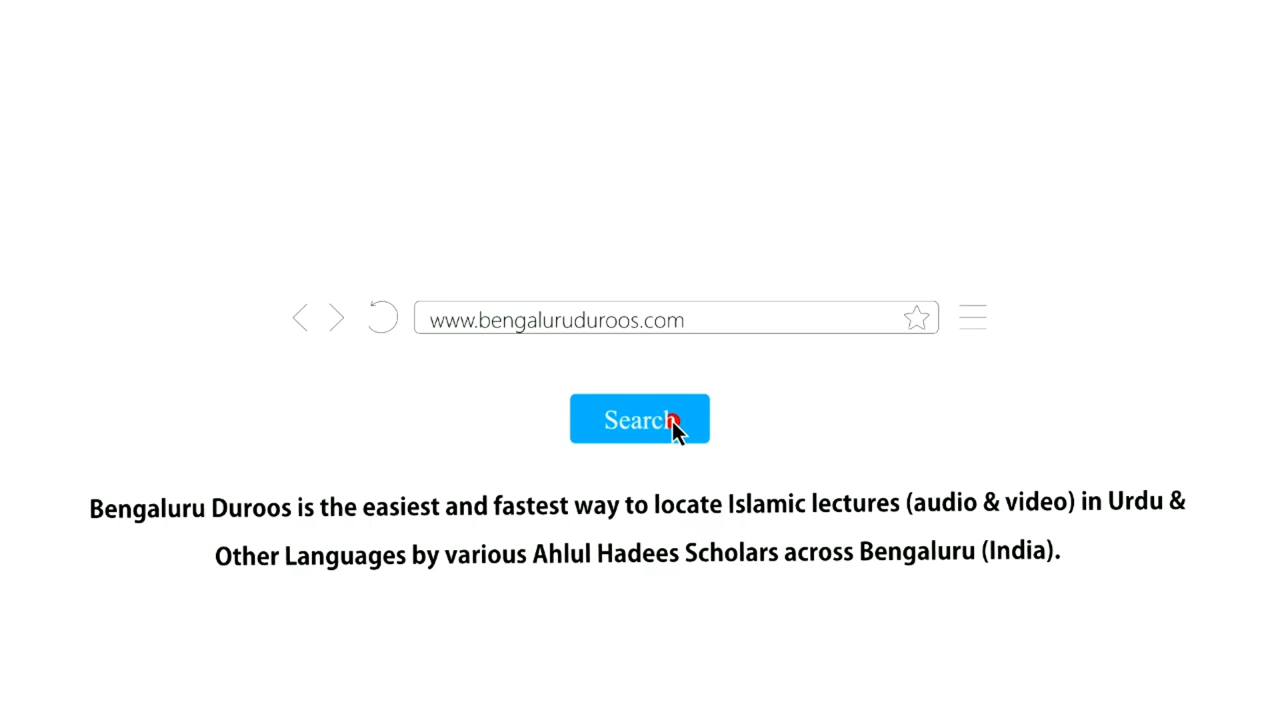 www.bengaluruduroos.com
Search
Bengaluru Duroos is the easiest and fastest way to locate Islamic lectures (audio & video) in Urdu &
Other Languages by various Ahlul Hadees Scholars across Bengaluru (India).